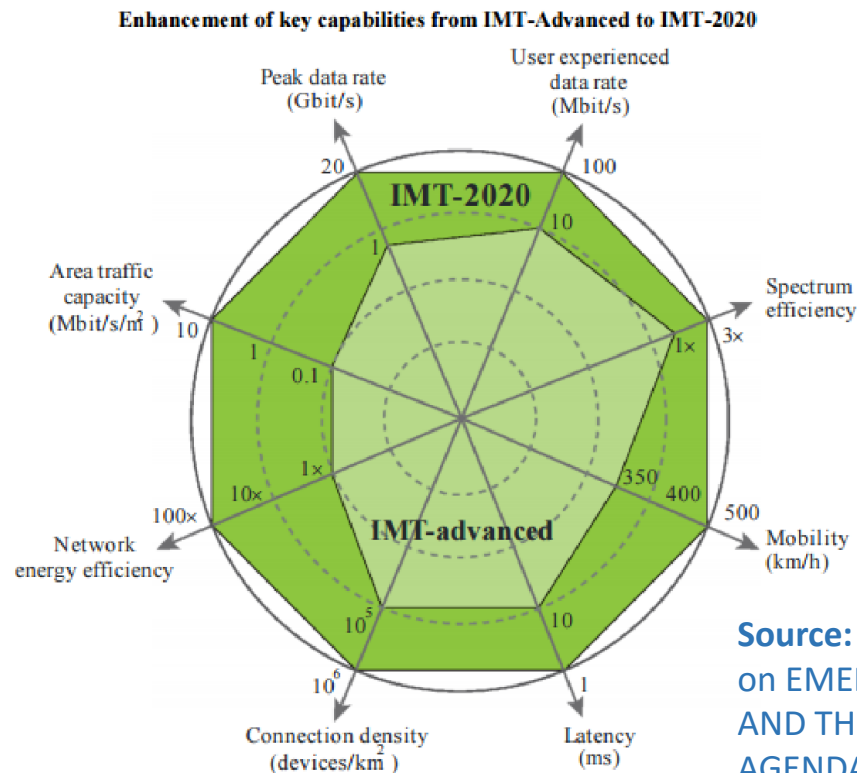 Enhancement of key capabilities from IMT-Advanced to IMT-2020
User experienced
data rate
(Mbit/s)
Peak data rate
(Gbit/s)
20
100
IMT-2020
1
10
Area traffic
capacity
(Mbit/s/m²)
10
1
0.1
Spectrum
efficiency
3×
1×
1×
10×
100×
350
400
500
Network
energy efficiency
IMT-advanced
Mobility
(km/h)
10⁵
10
10⁶
1
Connection density
(devices/km²)
Latency
(ms)
Source:
on
AND